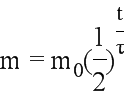 m = m₀(1/2)^(t/τ)